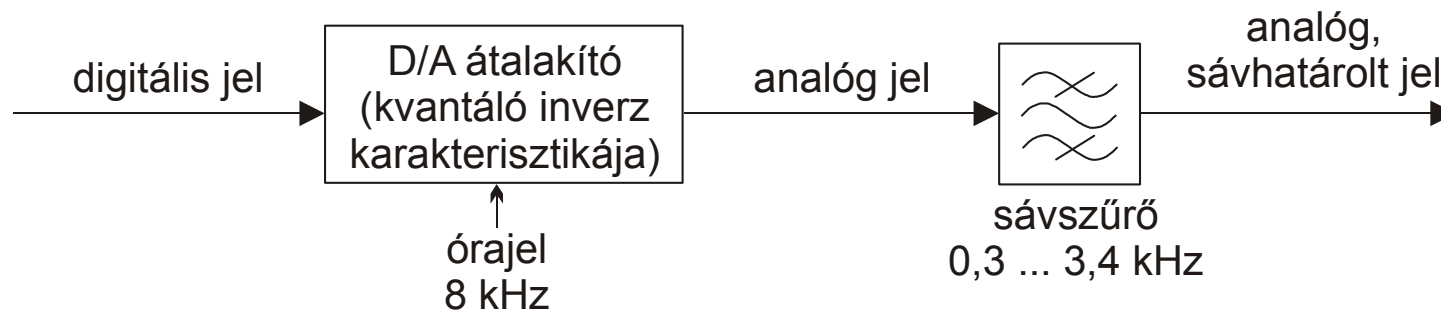 digitális jel
D/A átalakító
(kvantáló inverz
karakterisztikája)
órajel
8 kHz
analóg jel
sávszűrő
0,3 ... 3,4 kHz
analóg,
sávhatárolt jel